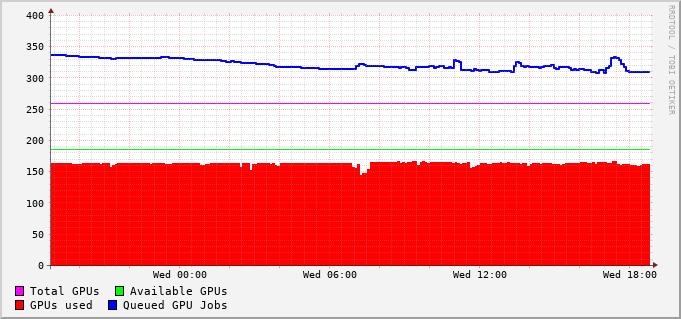 400
350
300
250
200
150
100
50
0
Wed 00:00 Wed 06:00 Wed 12:00 Wed 18:00
Total GPUs Available GPUs
GPUs used Queued GPU Jobs
RRDTOOL / TOBI OETIKER